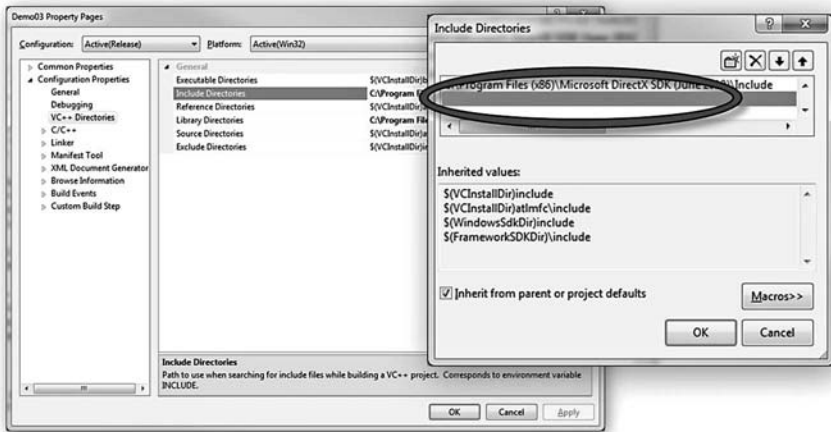 Demo03 Property Pages
Configuration: Active(Release)
Platform: Active(Win32)
Common Properties
Configuration Properties
General
Debugging
VC++ Directories
C/C++
Linker
Manifest Tool
XML Document Generator
Browse Information
Build Events
Custom Build Step
General
Executable Directories $(VCInstallDir)b
Include Directories C:\Program Fi
Reference Directories $(VCInstallDir)a
Library Directories C:\Program File
Source Directories $(VCInstallDir)a
Exclude Directories $(VCInstallDir)in
Include Directories
Path to use when searching for include files while building a VC++ project. Corresponds to environment variable
INCLUDE.
OK Cancel Apply
Include Directories
\Program Files (x86)\Microsoft DirectX SDK (June \Include
Inherited values:
$(VCInstallDir)include
$(VCInstallDir)atlmfc\include
$(WindowsSdkDir)include
$(FrameworkSDKDir)\include
Inherit from parent or project defaults
Macros>>
OK Cancel